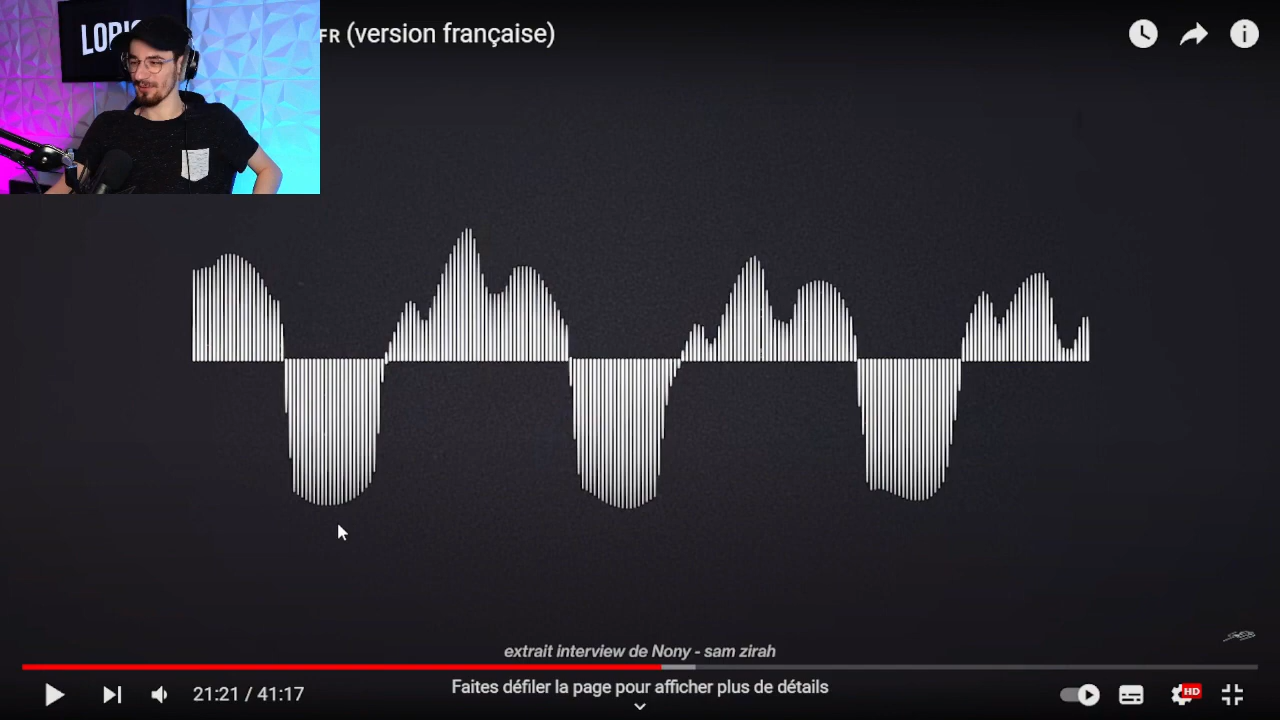 FR (version française)
extrait interview de Nony - sam zirah
21:21 / 41:17
Faites défiler la page pour afficher plus de détails
HD